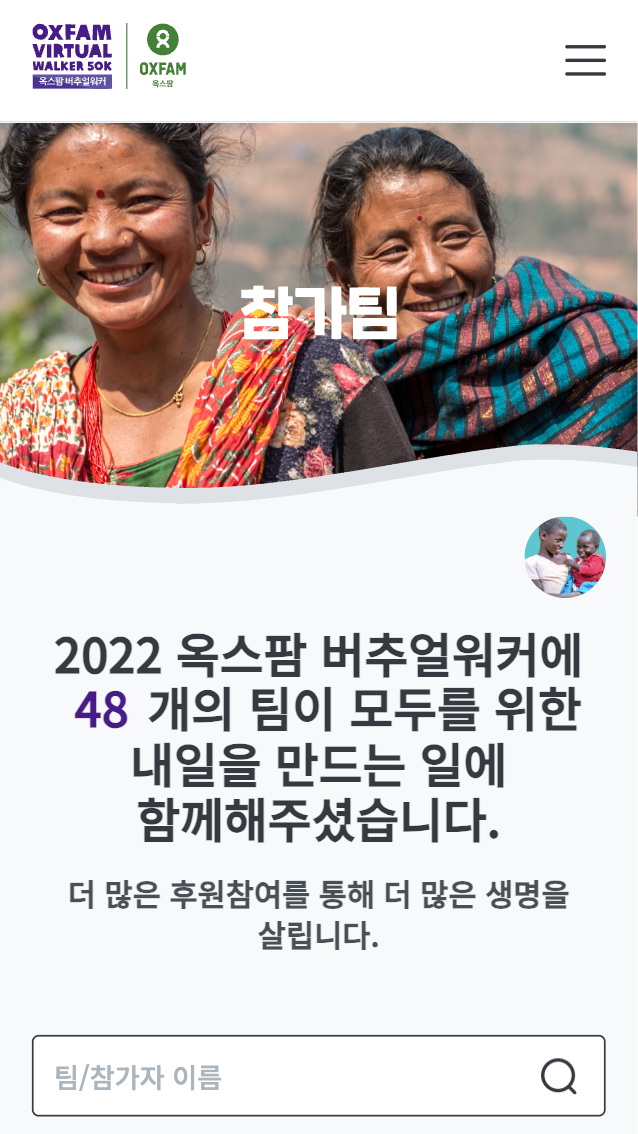 OXFAM
VIRTUAL
WALKER 50K
옥스팜 버추얼워커
OXFAM
옥스팜
참가팀
2022 옥스팜 버추얼워커에
48 개의 팀이 모두를 위한
내일을 만드는 일에
함께해주셨습니다.
더 많은 후원참여를 통해 더 많은 생명을
살립니다.
팀/참가자 이름